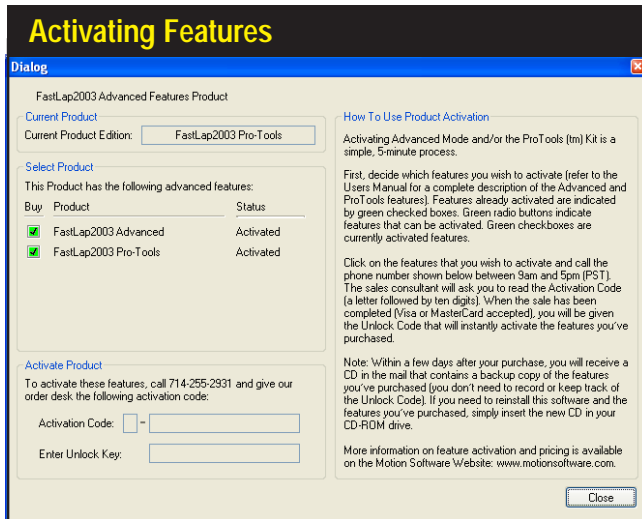 Activating Features
Dialog
FastLap2003 Advanced Features Product
Current Product
Current Product Edition: FastLap2003 Pro-Tools
Select Product
This Product has the following advanced features:
Buy Product Status
FastLap2003 Advanced Activated
FastLap2003 Pro-Tools Activated
Activate Product
To activate these features, call 714-255-2931 and give our
order desk the following activation code:
Activation Code: -
Enter Unlock Key:
How To Use Product Activation
Activating Advanced Mode and/or the ProTools (tm) Kit is a
simple, 5-minute process.
First, decide which features you wish to activate (refer to the
Users Manual for a complete description of the Advanced and
ProTools features). Features already activated are indicated
by green checked boxes. Green radio buttons indicate
features that can be activated. Green checkboxes are
currently activated features.
Click on the features that you wish to activate and call the
phone number shown below between 9am and 5pm (PST).
The sales consultant will ask you to read the Activation Code
(a letter followed by ten digits). When the sale has been
completed (Visa or MasterCard accepted), you will be given
the Unlock Code that will instantly activate the features you've
purchased.
Note: Within a few days after your purchase, you will receive a
CD in the mail that contains a backup copy of the features
you've purchased (you don't need to record or keep track of
the Unlock Code). If you need to reinstall this software and the
features you've purchased, simply insert the new CD in your
CD-ROM drive.
More information on feature activation and pricing is available
on the Motion Software Website: www.motionsoftware.com.
Close